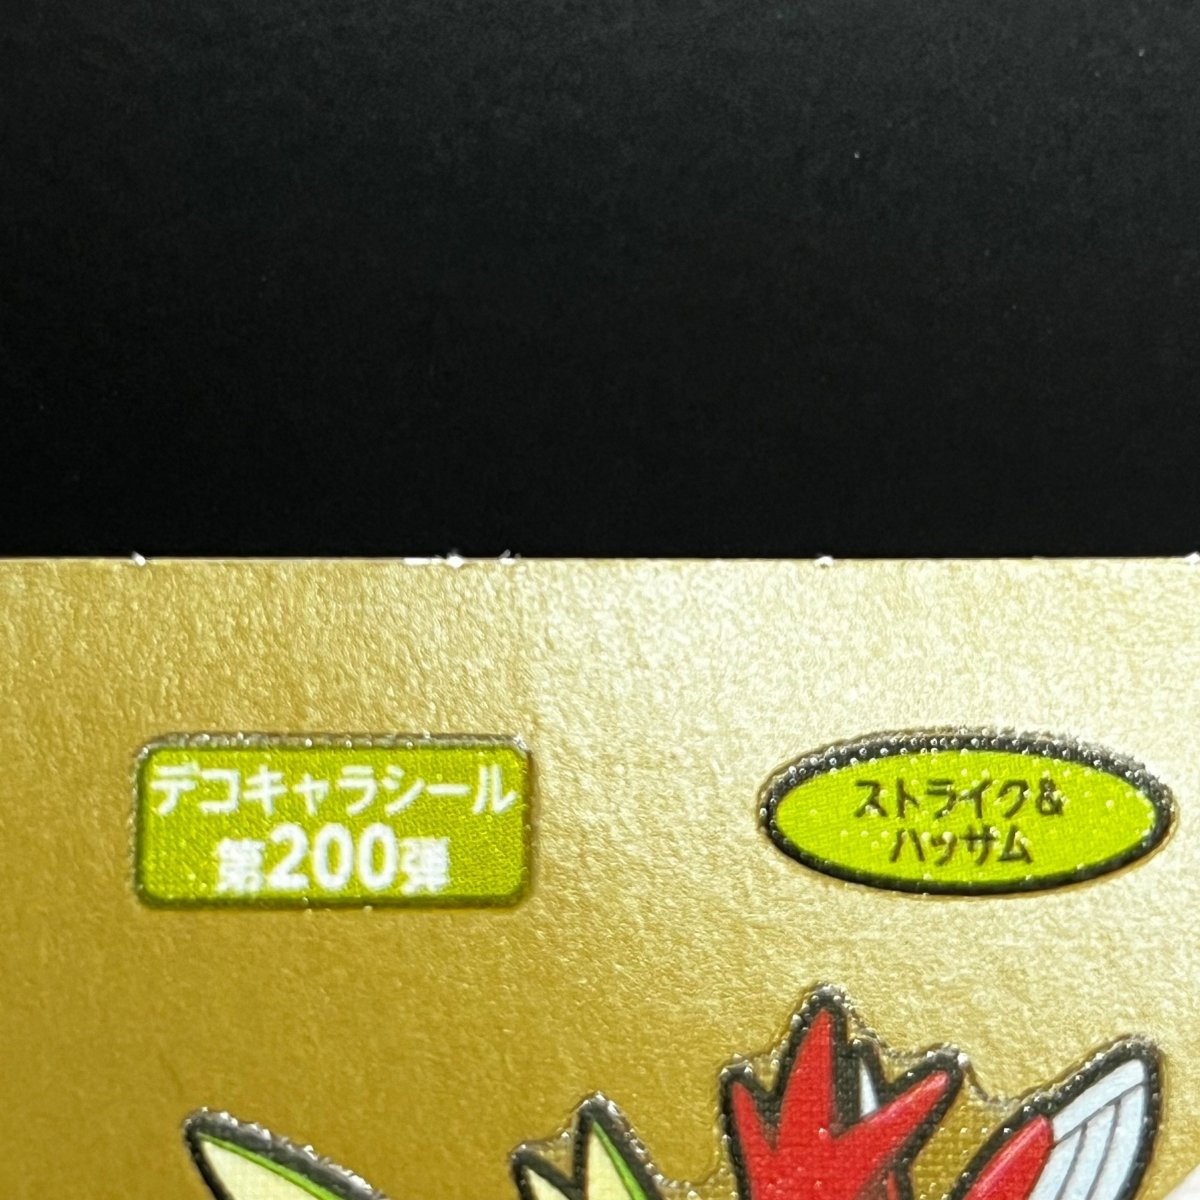 デコキャラシール
第200弾
ストライク&
ハッサム